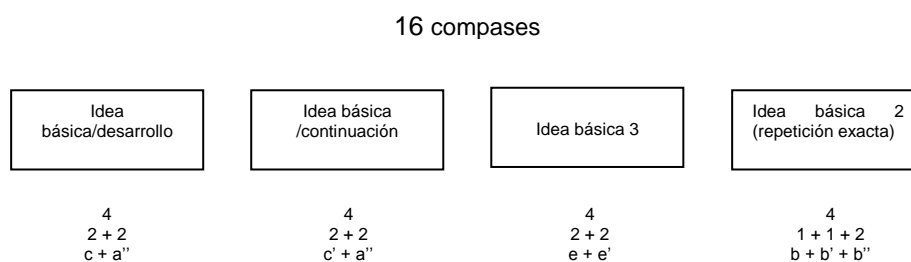 16 compases
Idea
básica/desarrollo
Idea básica
/continuación
Idea básica 3
Idea básica 2
(repetición exacta)
4
2 + 2
c + a’’
4
2 + 2
c’ + a’’
4
2 + 2
e + e’
4
1 + 1 + 2
b + b’ + b’’